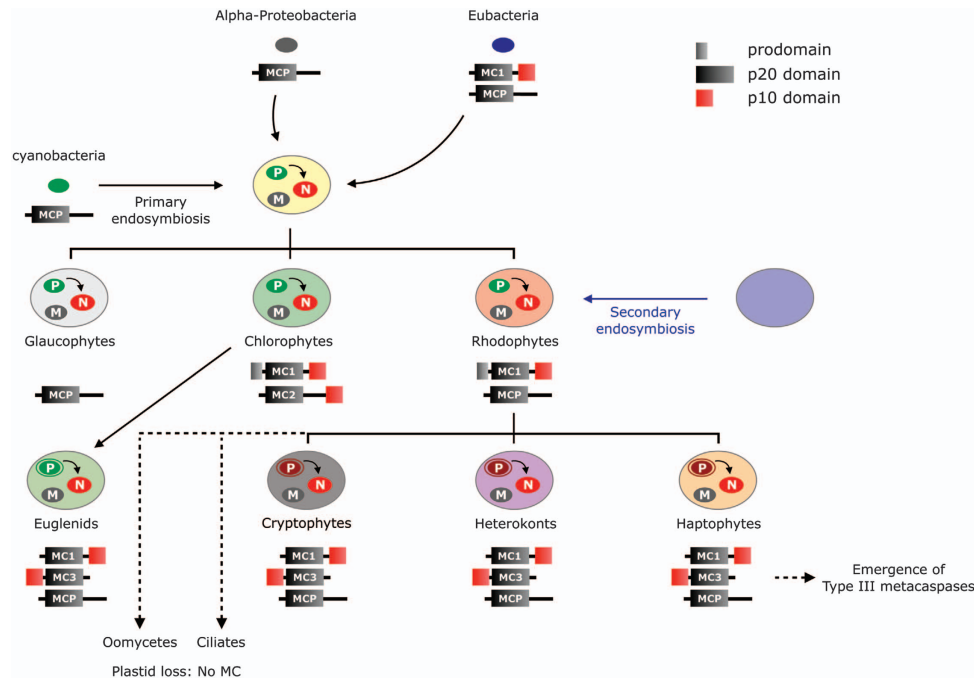 Alpha-Proteobacteria
Eubacteria
MCP
MC1
MCP
prodomain
p20 domain
p10 domain
cyanobacteria
MCP
Primary
endosymbiosis
P
N
M
P
N
M
P
N
M
P
N
M
Secondary
endosymbiosis
Glaucophytes
Chlorophytes
Rhodophytes
MCP
MC1
MC2
MC1
MCP
P
N
M
P
N
M
P
N
M
P
N
M
Euglenids
Cryptophytes
Heterokonts
Haptophytes
MC1
MC3
MCP
MC1
MC3
MCP
MC1
MC3
MCP
MC1
MC3
MCP
Emergence of
Type III metacaspases
Oomycetes
Ciliates
Plastid loss: No MC